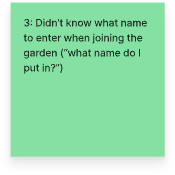 3: Didn't know what name
to enter when joining the
garden ("what name do I
put in?")